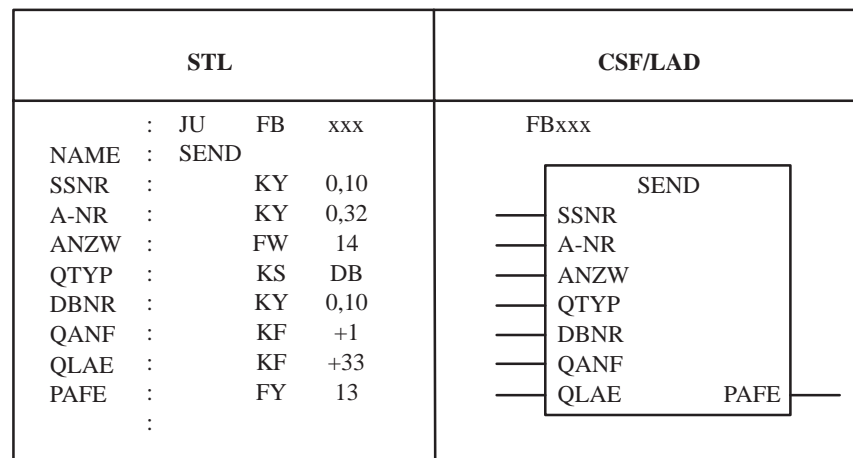 STL
CSF/LAD
: JU FB xxx
NAME : SEND
SSNR : KY 0,10
A-NR : KY 0,32
ANZW : FW 14
QTYP : KS DB
DBNR : KY 0,10
QANF : KF +1
QLAE : KF +33
PAFE : FY 13
:
FBxxx
SEND
SSNR
A-NR
ANZW
QTYP
DBNR
QANF
QLAE PAFE